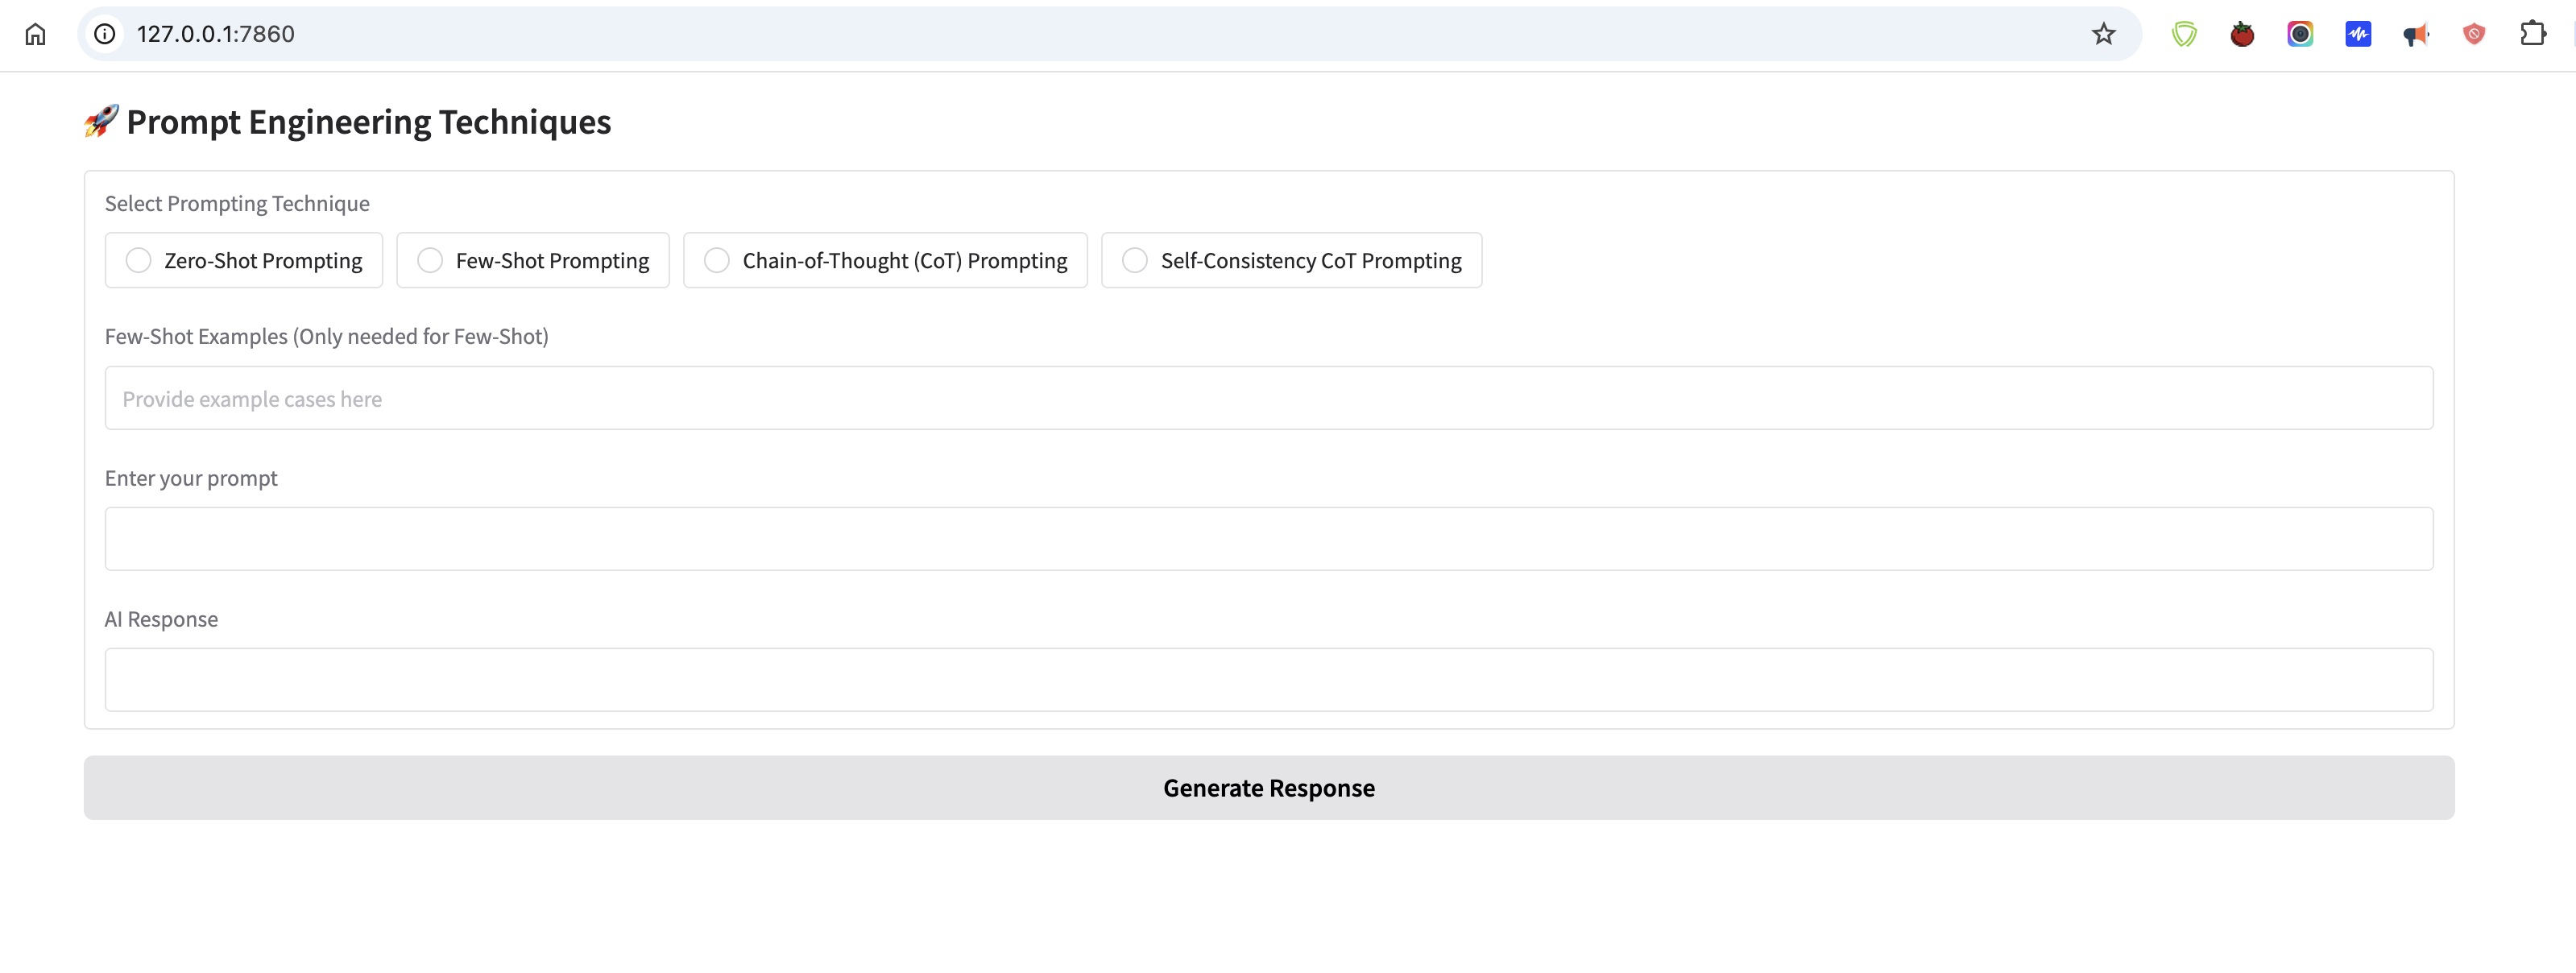 127.0.0.1:7860
🚀 Prompt Engineering Techniques
Select Prompting Technique
Zero-Shot Prompting Few-Shot Prompting Chain-of-Thought (CoT) Prompting Self-Consistency CoT Prompting
Few-Shot Examples (Only needed for Few-Shot)
Provide example cases here
Enter your prompt
AI Response
Generate Response